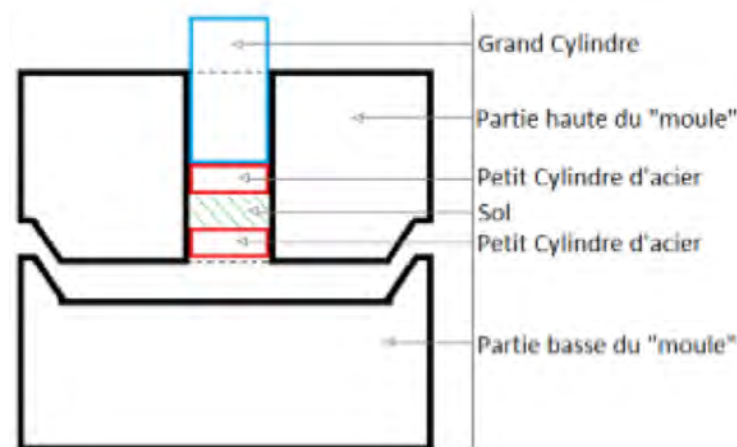 Grand Cylindre
Partie haute du "moule"
Petit Cylindre d'acier
Sol
Petit Cylindre d'acier
Partie basse du "moule"